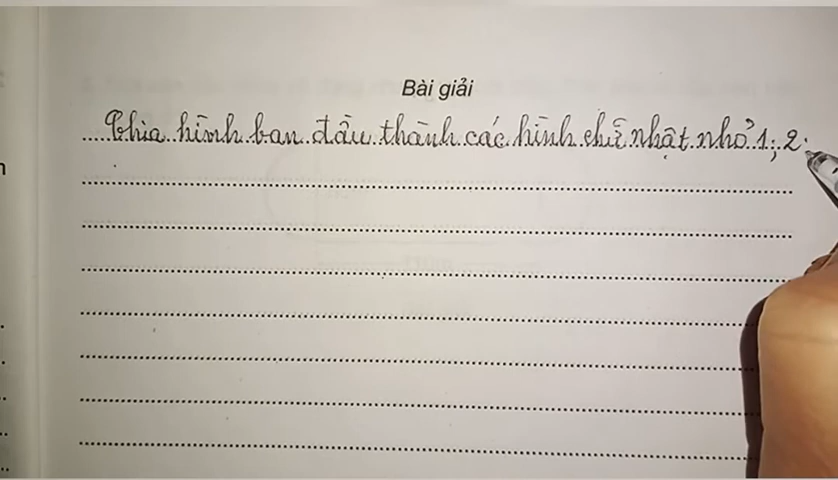 Bài giải
Chia hình ban đầu thành các hình chữ nhật nhỏ 1; 2